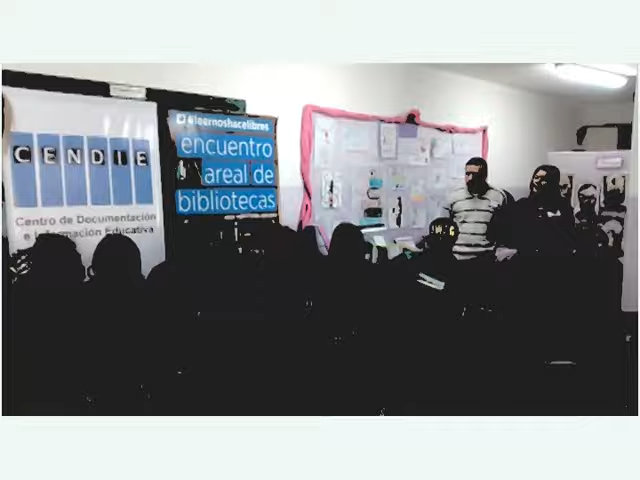 CENDIE
Centro de Documentación
e Información Educativa
#leernoshacelibres
encuentro
areal de
bibliotecas